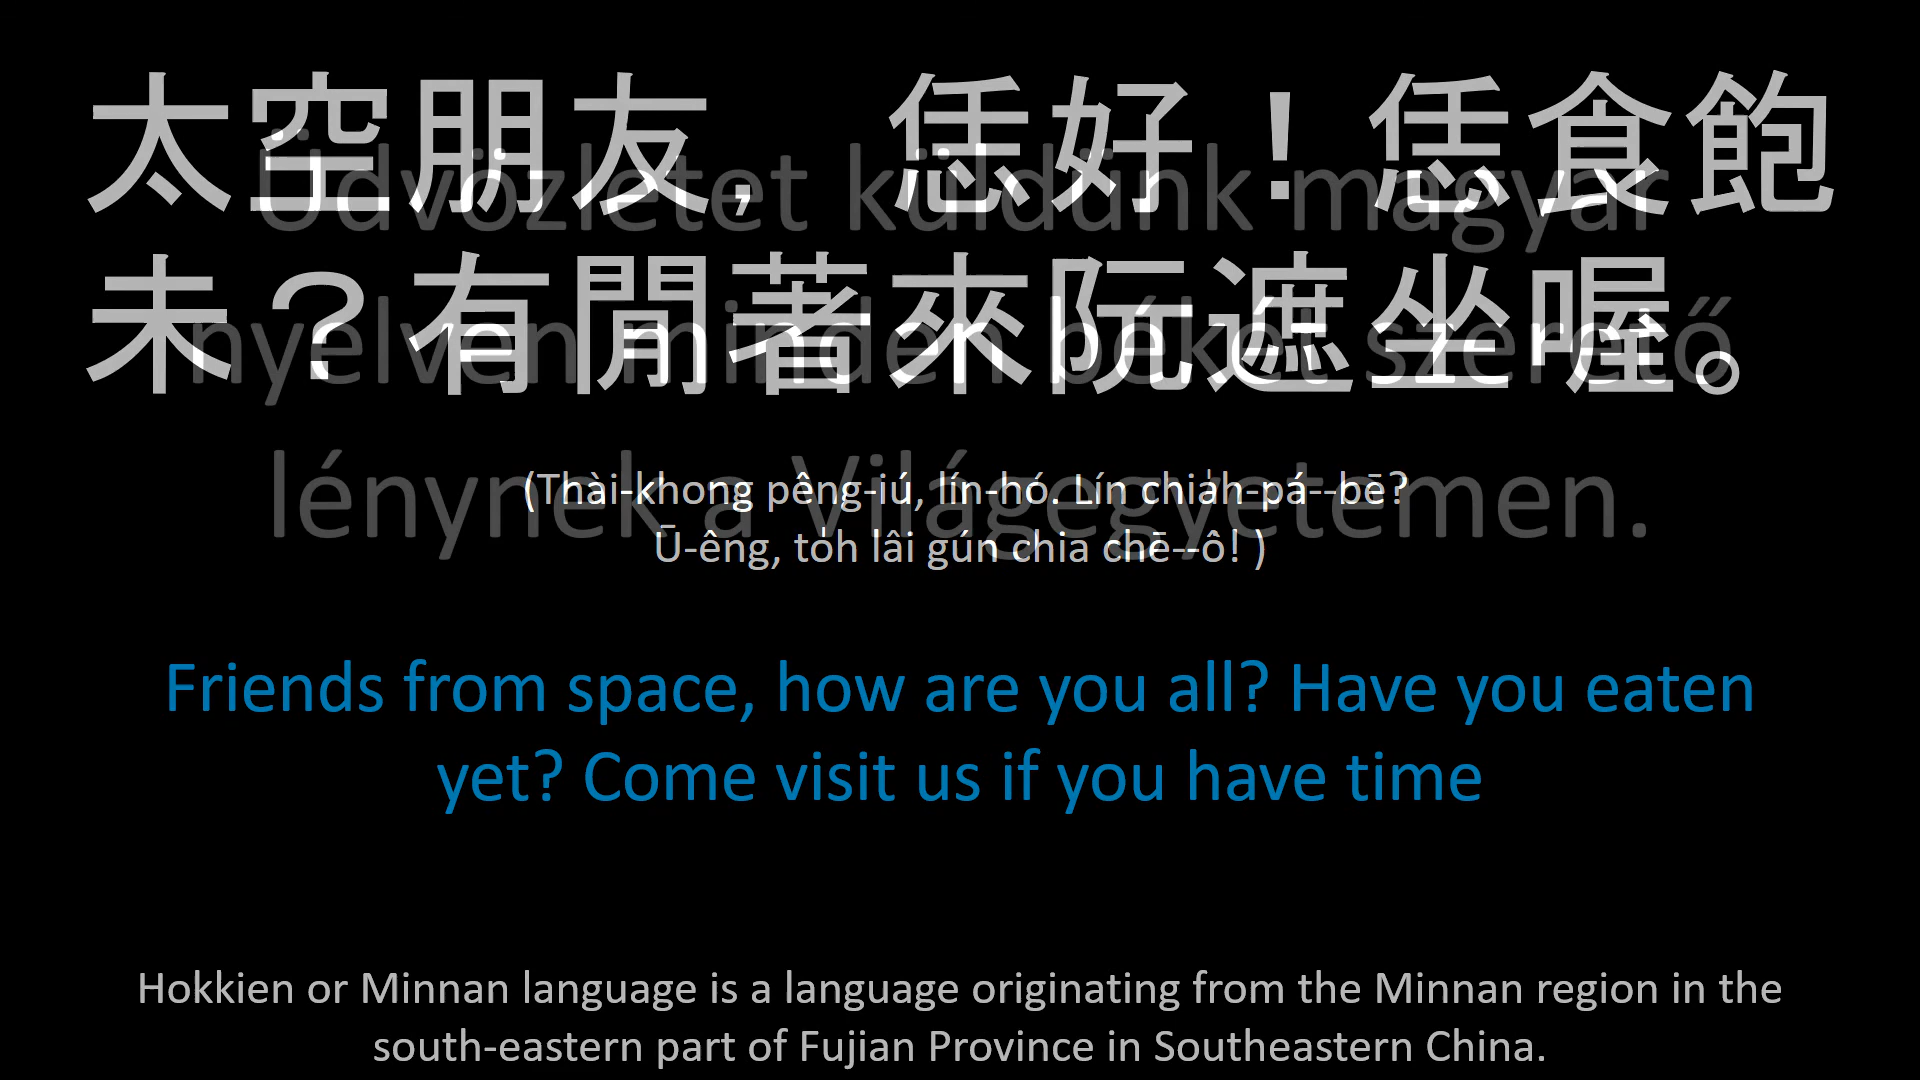 太空朋友,恁好!恁食飽
未?有閒著來阮遮坐喔。
Üdvözletet küldünk magyar
nyelven minden békét szerető
lénynek a Világegyetemen.
(Thài-khong pêng-iú, lín-hó. Lín chia̍h-pá--bē?
Ū-êng, to̍h lâi gún chia chē--ô! )
Friends from space, how are you all? Have you eaten
yet? Come visit us if you have time
Hokkien or Minnan language is a language originating from the Minnan region in the
south-eastern part of Fujian Province in Southeastern China.